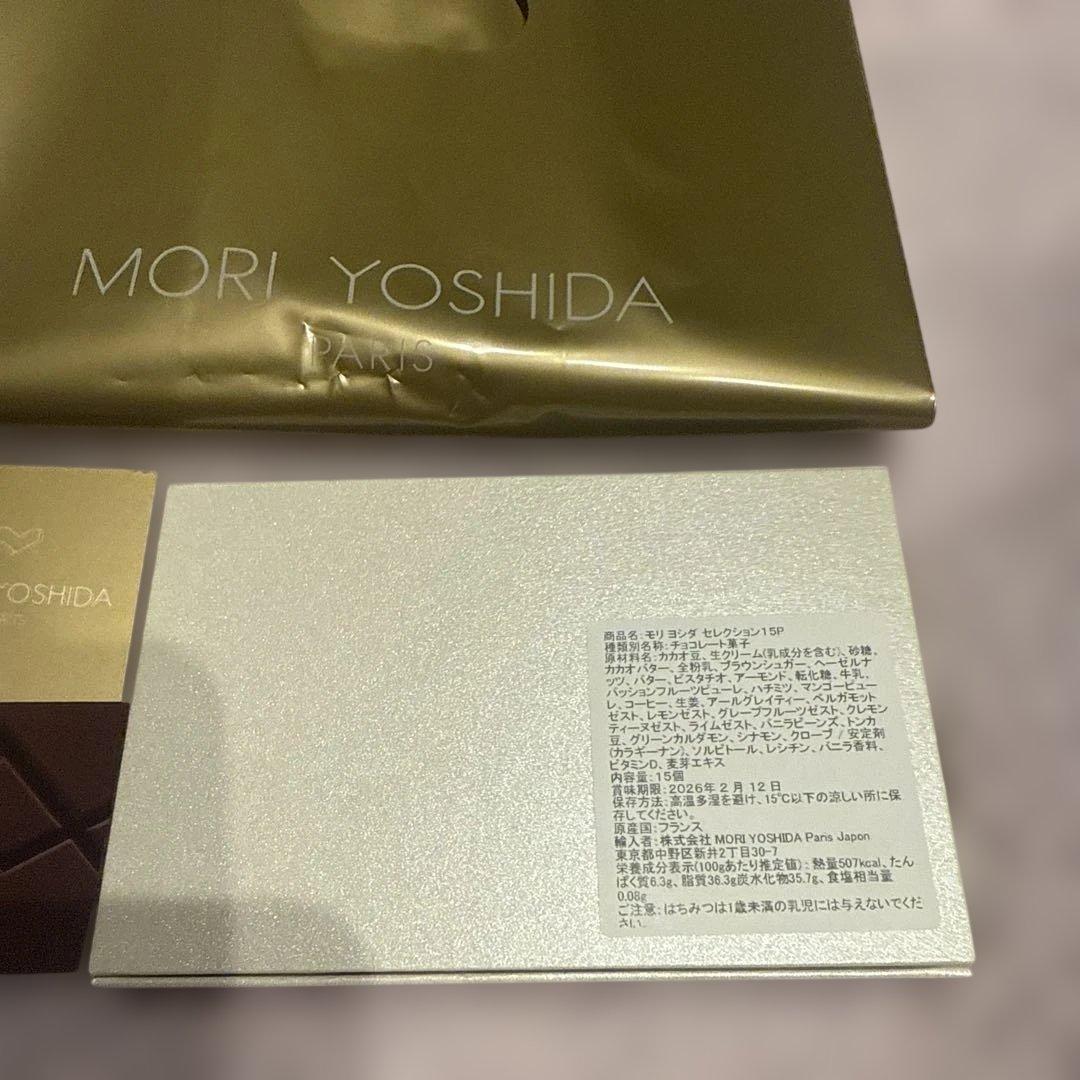 MORI YOSHIDA
PARIS
YOSHIDA
商品名:モリ ヨシダ セレクション15P
種類別名称:チョコレート菓子
原材料名:カカオ豆、生クリーム(乳成分を含む)、砂糖、
カカオバター、全粉乳、ブラウンシュガー、ヘーゼルナ
ッツ、バター、ピスタチオ、アーモンド、転化糖、牛乳、
パッションフルーツピューレ、ハチミツ、マンゴーピュー
レ、コーヒー、生姜、アールグレイティー、ベルガモット
ゼスト、レモンゼスト、グレープフルーツゼスト、クレモン
ティーヌゼスト、ライムゼスト、バニラビーンズ、トンカ
豆、グリーンカルダモン、シナモン、クローブ / 安定剤
(カラギーナン)、ソルビトール、レシチン、バニラ香料、
ビタミンD、麦芽エキス
内容量:15個
賞味期限:2026年 2 月 12 日
保存方法:高温多湿を避け、15℃以下の涼しい所に保
存してください。
原産国:フランス
輸入者:株式会社 MORI YOSHIDA Paris Japon
東京都中野区新井2丁目30-7
栄養成分表示(100gあたり推定値):熱量507kcal、たん
ぱく質6.3g、脂質36.3g炭水化物35.7g、食塩相当量
0.08g
ご注意:はちみつは1歳未満の乳児には与えないでくだ
さい。